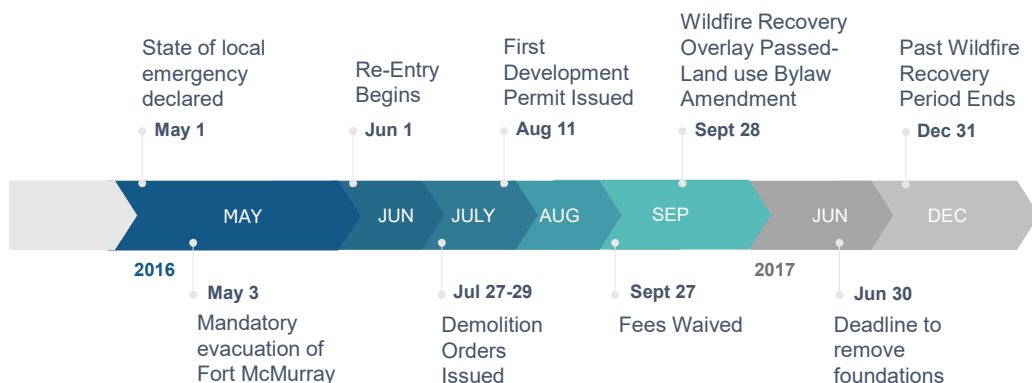 State of local
emergency
declared
May 1
Re-Entry
Begins
Jun 1
First
Development
Permit Issued
Aug 11
Wildfire Recovery
Overlay Passed-
Land use Bylaw
Amendment
Sept 28
Past Wildfire
Recovery
Period Ends
Dec 31
MAY
JUN
JULY
AUG
SEP
JUN
DEC
2016
2017
May 3
Mandatory
evacuation of
Fort McMurray
Jul 27-29
Demolition
Orders
Issued
Sept 27
Fees Waived
Jun 30
Deadline to
remove
foundations